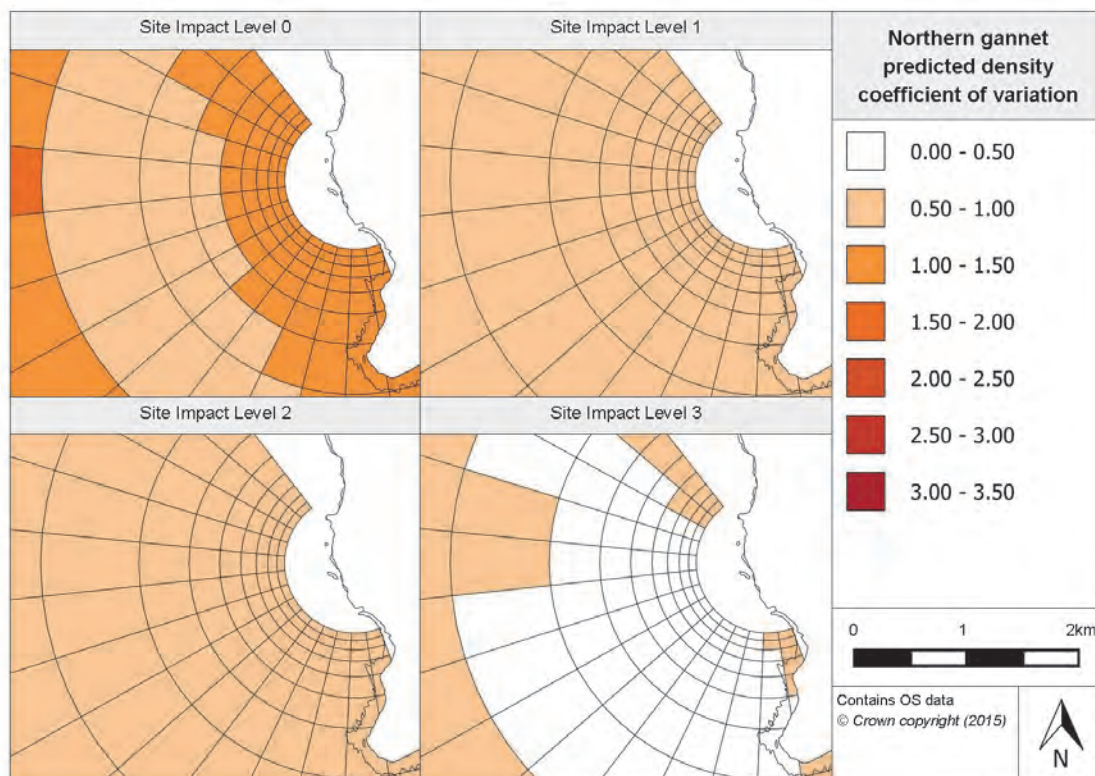 Site Impact Level 0
Site Impact Level 1
Site Impact Level 2
Site Impact Level 3
Northern gannet
predicted density
coefficient of variation
0.00 - 0.50
0.50 - 1.00
1.00 - 1.50
1.50 - 2.00
2.00 - 2.50
2.50 - 3.00
3.00 - 3.50
0 1 2km
Contains OS data
© Crown copyright (2015)
N